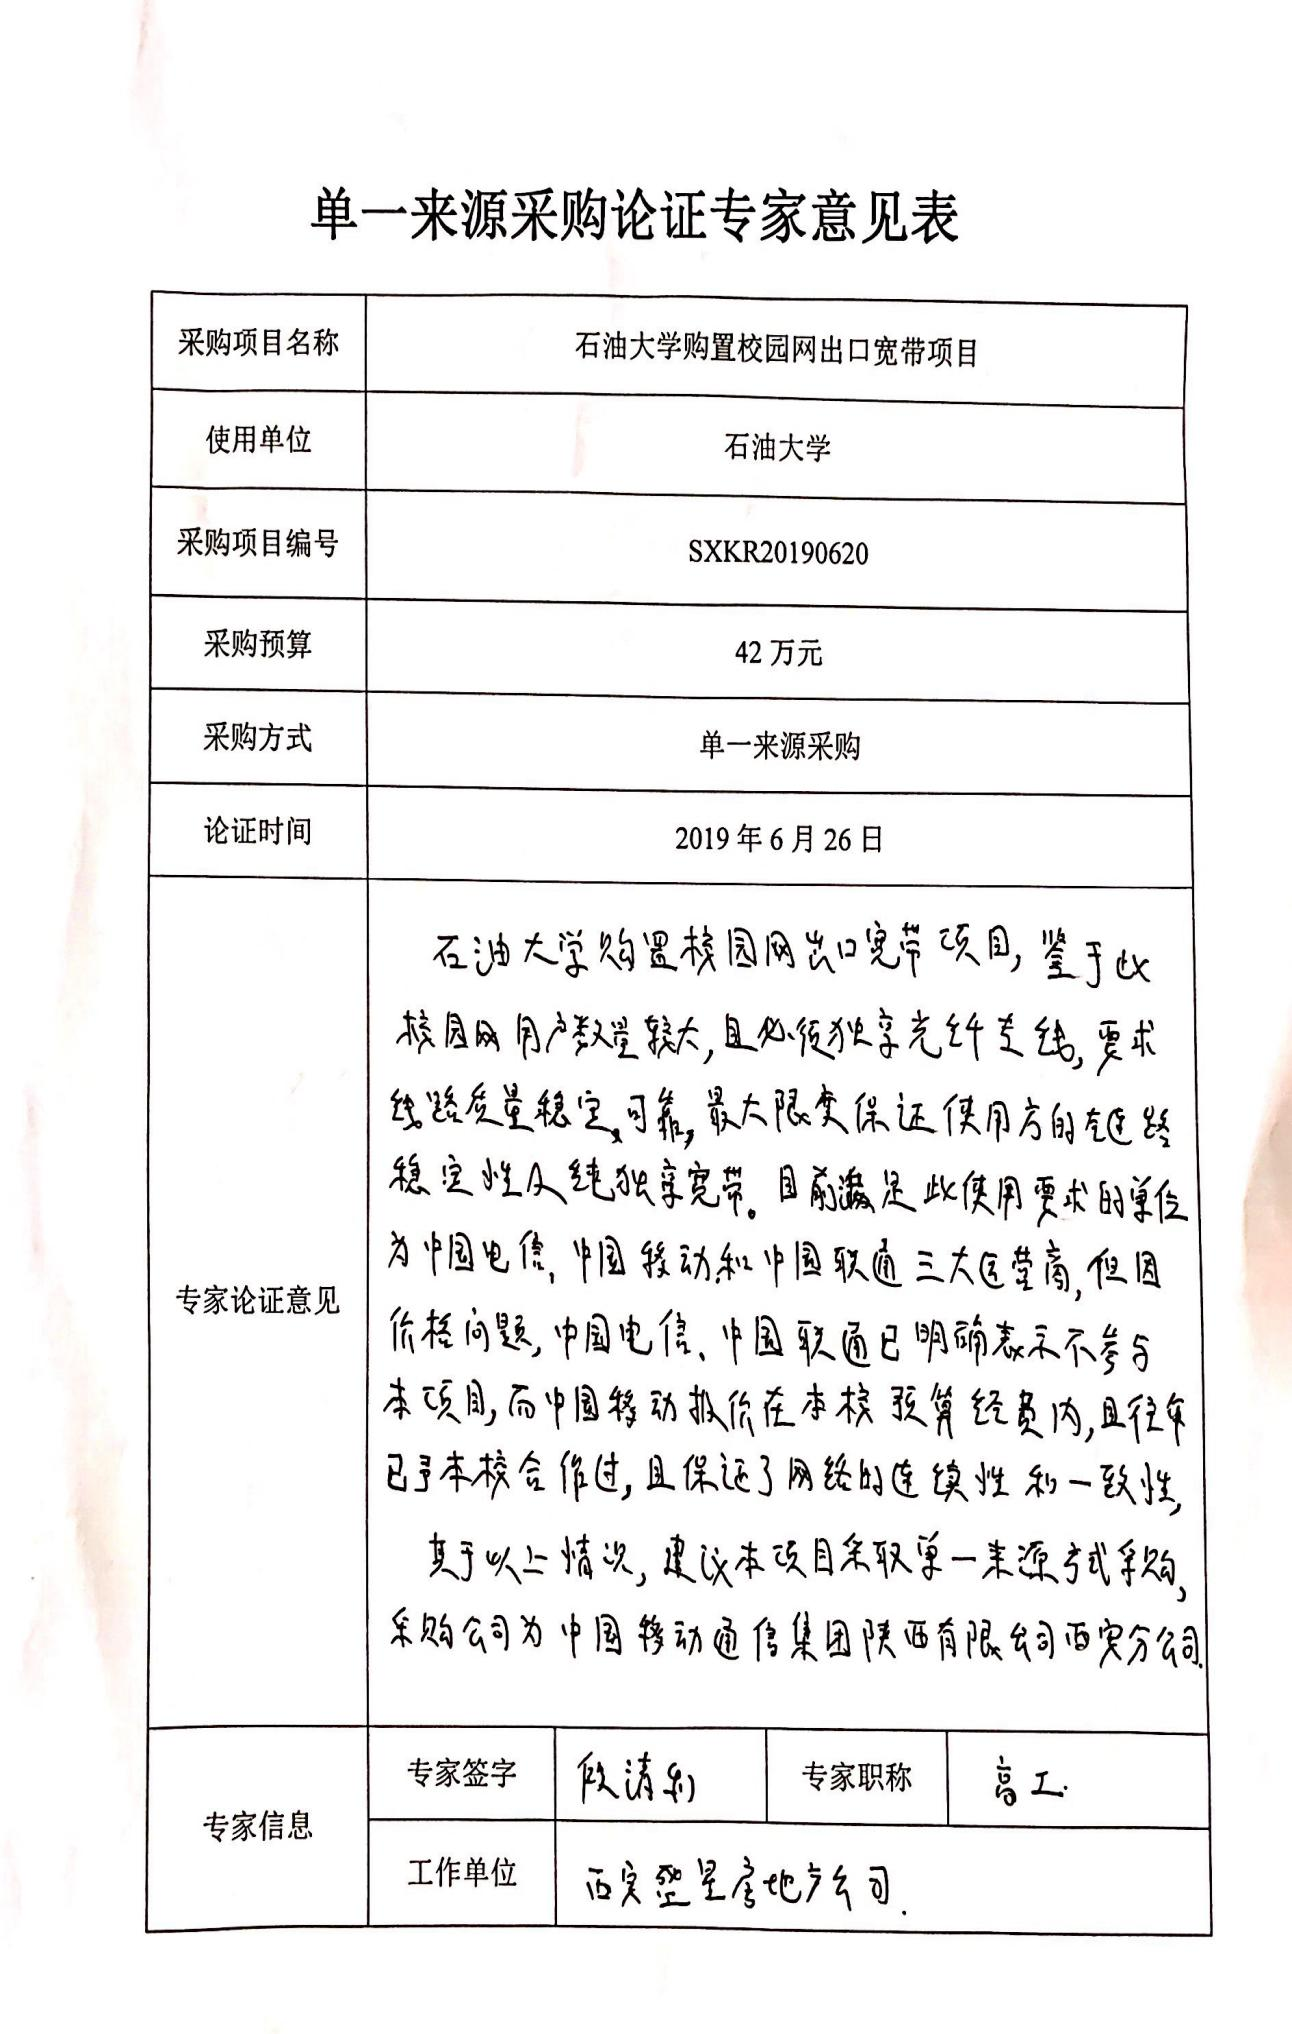 单一来源采购论证专家意见表
采购项目名称 石油大学购置校园网出口宽带项目
使用单位 石油大学
采购项目编号 SXKR20190620
采购预算 42 万元
采购方式 单一来源采购
论证时间 2019 年 6 月 26 日
专家论证意见
石油大学购置校园网出口宽带项目,鉴于此
校园网用户数量较大,且必须独享光纤专线,要求
线路质量稳定、可靠,最大限度保证使用方的链路
稳定性及纯独享宽带。目前满足此使用要求的单位
为中国电信、中国移动和中国联通三大运营商,但因
价格问题,中国电信、中国联通已明确表示不参与
本项目,而中国移动报价在本校预算经费内,且往年
已予本校合作过,且保证了网络的连续性和一致性,
基于以上情况,建议本项目采取单一来源方式采购,
采购公司为中国移动通信集团陕西有限公司西安分公司.
专家信息
专家签字 段清利 专家职称 高工.
工作单位 西安 星房地产公司.